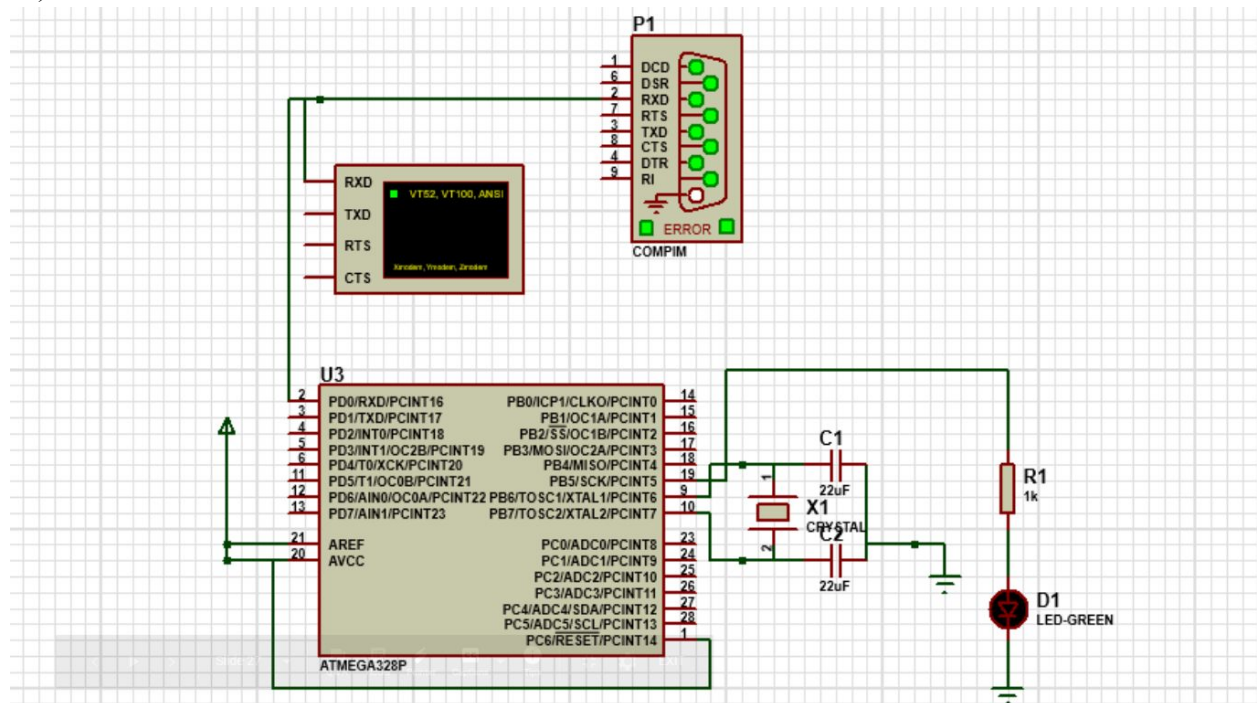 P1
1 DCD
6 DSR
2 RXD
7 RTS
3 TXD
8 CTS
4 DTR
9 RI
ERROR
COMPIM
RXD
TXD
RTS
CTS
VT52, VT100, ANSI
Xmodem, Ymodem, Zmodem
U3
2 PD0/RXD/PCINT16
3 PD1/TXD/PCINT17
4 PD2/INT0/PCINT18
5 PD3/INT1/OC2B/PCINT19
6 PD4/T0/XCK/PCINT20
11 PD5/T1/OC0B/PCINT21
12 PD6/AIN0/OC0A/PCINT22
13 PD7/AIN1/PCINT23
21 AREF
20 AVCC
PB0/ICP1/CLKO/PCINT0 14
PB1/OC1A/PCINT1 15
PB2/SS/OC1B/PCINT2 16
PB3/MOSI/OC2A/PCINT3 17
PB4/MISO/PCINT4 18
PB5/SCK/PCINT5 19
PB6/TOSC1/XTAL1/PCINT6 9
PB7/TOSC2/XTAL2/PCINT7 10
PC0/ADC0/PCINT8 23
PC1/ADC1/PCINT9 24
PC2/ADC2/PCINT10 25
PC3/ADC3/PCINT11 26
PC4/ADC4/SDA/PCINT12 27
PC5/ADC5/SCL/PCINT13 28
PC6/RESET/PCINT14 1
ATMEGA328P
C1
22uF
1
X1
CRYSTAL
2
C2
22uF
R1
1k
D1
LED-GREEN